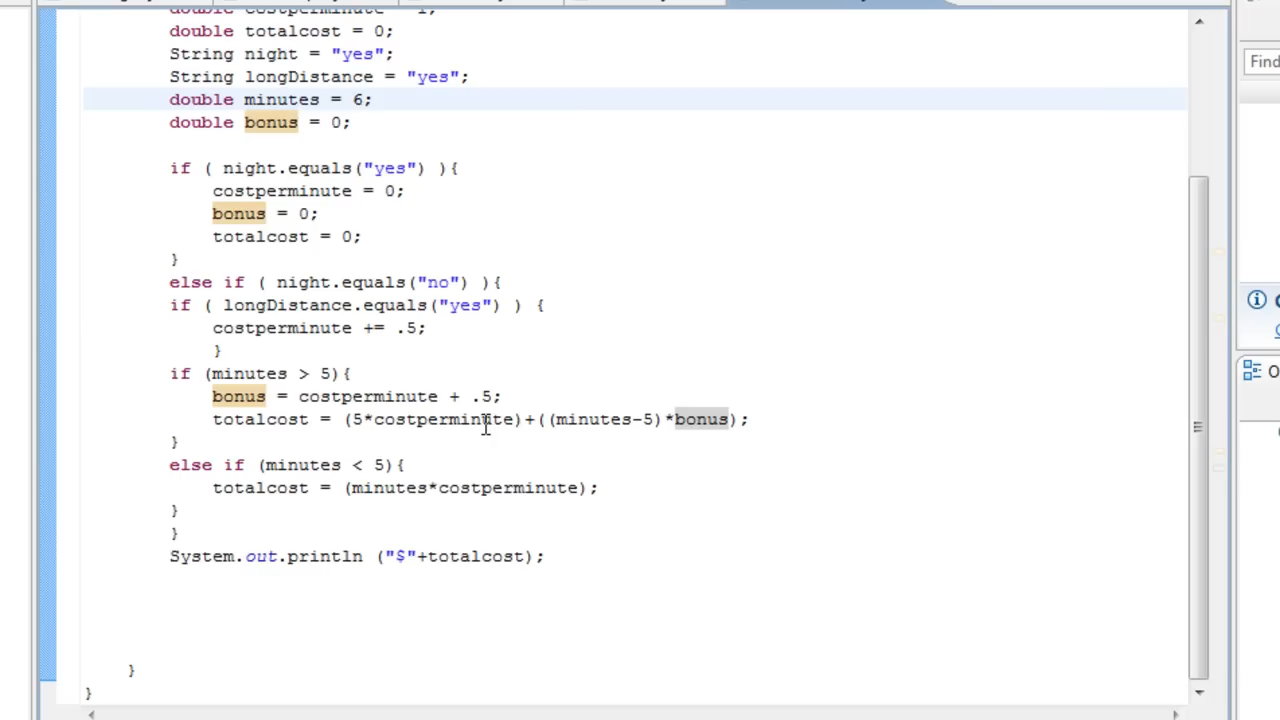 double costperminute = 1;
double totalcost = 0;
String night = "yes";
String longDistance = "yes";
double minutes = 6;
double bonus = 0;
if ( night.equals("yes") ){
costperminute = 0;
bonus = 0;
totalcost = 0;
}
else if ( night.equals("no") ){
if ( longDistance.equals("yes") ) {
costperminute += .5;
}
if (minutes > 5){
bonus = costperminute + .5;
totalcost = (5*costperminute)+((minutes-5)*bonus);
}
else if (minutes < 5){
totalcost = (minutes*costperminute);
}
}
System.out.println ("$"+totalcost);
}
}
Find